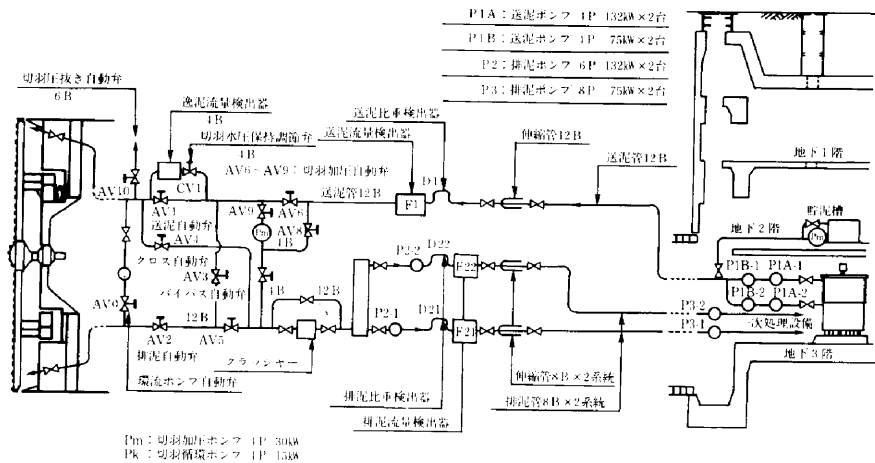 P1A：送泥ポンプ 4P 132kW×2台
P1B：送泥ポンプ 4P 75kW×2台
P2：排泥ポンプ 6P 132kW×2台
P3：排泥ポンプ 8P 75kW×2台
切羽圧抜き自動弁
6B
逸泥流量検出器
4B
切羽水圧保持調節弁
4B
AV6〜AV9：切羽加圧自動弁
送泥比重検出器
送泥流量検出器
伸縮管12B
送泥管12B
地下1階
地下2階
貯泥槽
Pm
AV10
CV1
AV1
送泥自動弁
AV4
クロス自動弁
AV3
バイパス自動弁
AV9
AV6
AV8
Pm
4B
送泥管12B
F1
D1
P1B-1
P1A-1
P1B-2
P1A-2
P2-2
D22
F22
4B
12B
P2-1
D21
F21
P3-2
一次処理設備
P3-1
地下3階
AV0
12B
AV2
AV5
排泥自動弁
環流ポンプ自動弁
クラッシャー
排泥比重検出器
排泥流量検出器
伸縮管8B×2系統
排泥管8B×2系統
Pm：切羽加圧ポンプ 4P 30kW
Pk：切羽循環ポンプ 4P 15kW